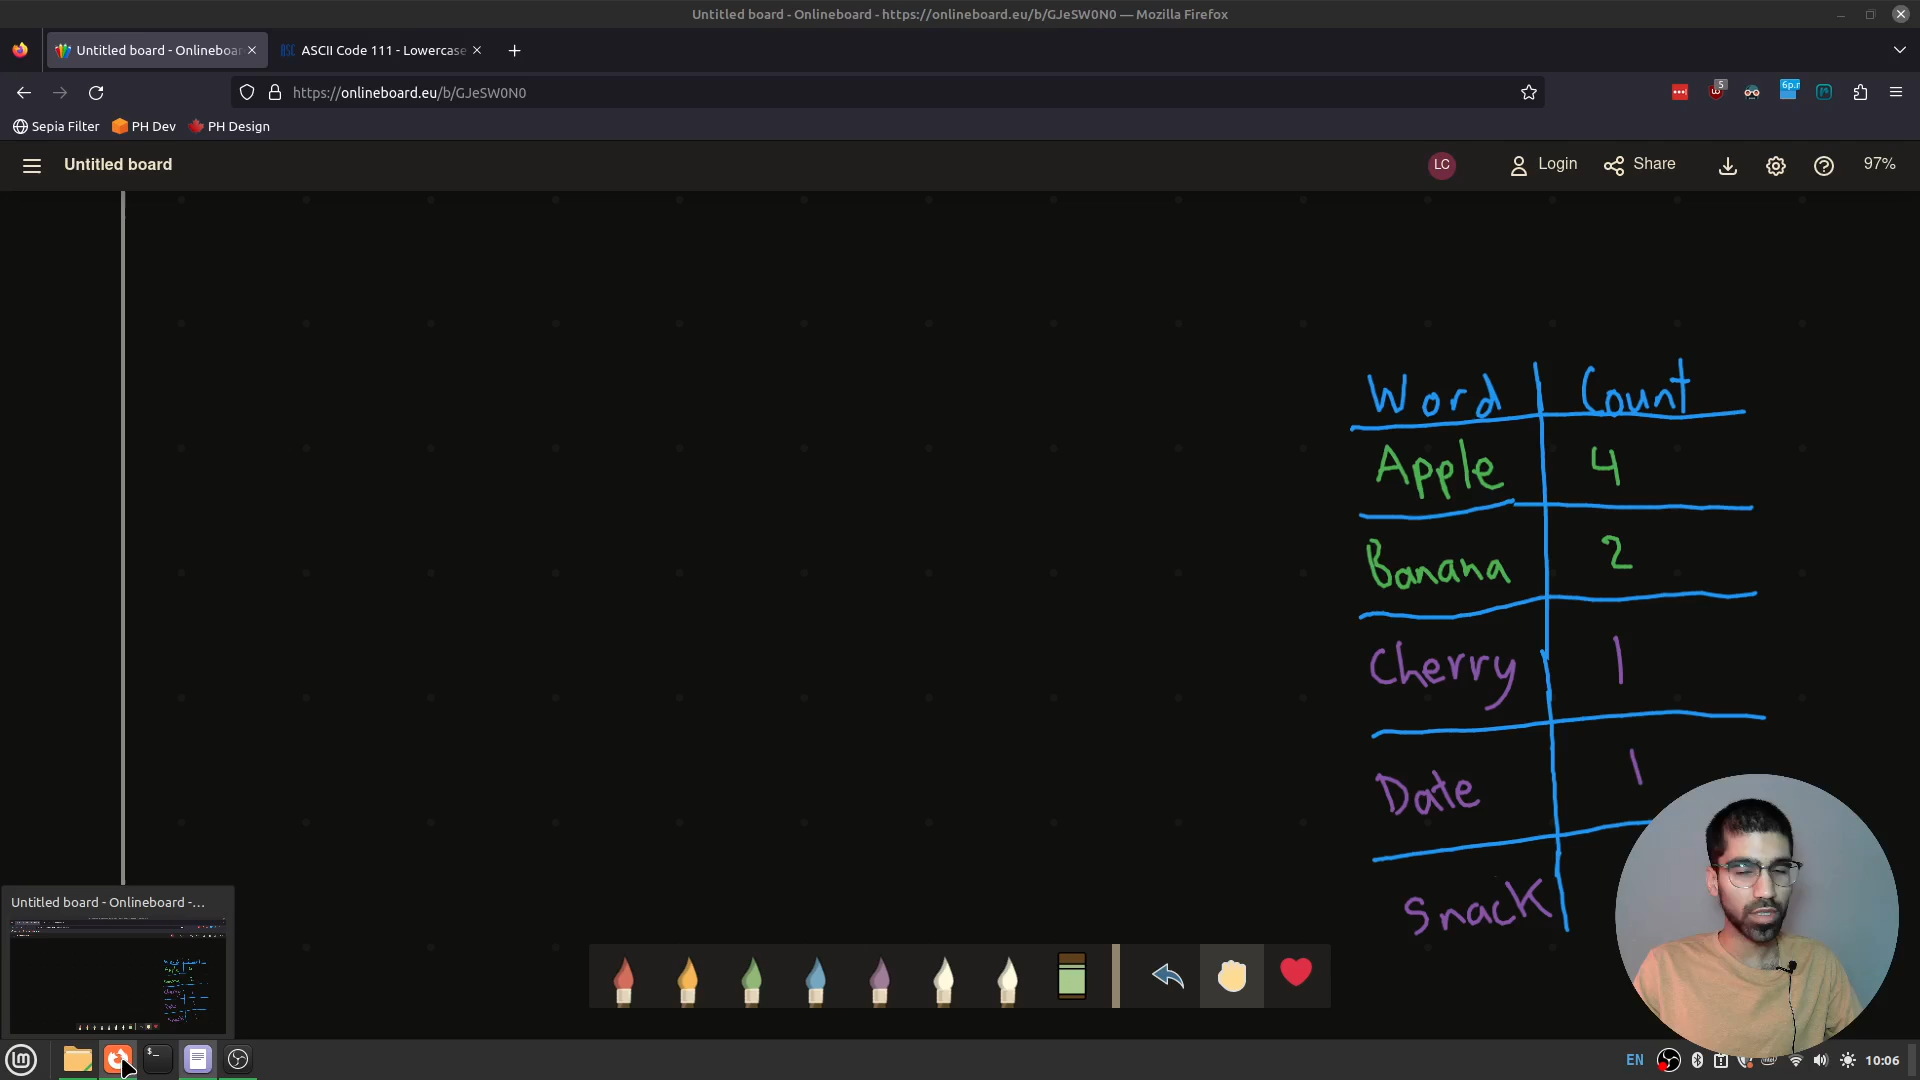 Untitled board - Onlineboard - https://onlineboard.eu/b/GJeSW0N0 — Mozilla Firefox
Untitled board - Onlineboar
ASCII Code 111 - Lowercase
https://onlineboard.eu/b/GJeSW0N0
5
6p.r
Sepia Filter
PH Dev
PH Design
Untitled board
LC
Login
Share
97%
Word Count
Apple 4
Banana 2
Cherry 1
Date 1
Snack
Untitled board - Onlineboard -...
EN
10:06